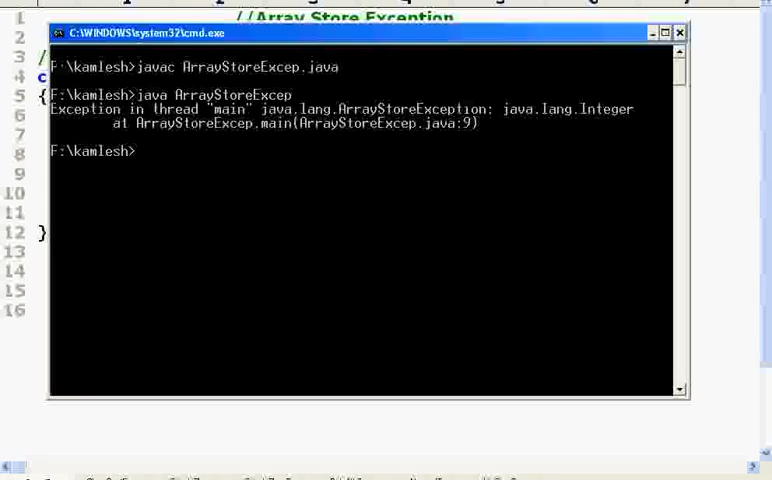 //Array Store Exception
C:\WINDOWS\system32\cmd.exe
F:\kamlesh>javac ArrayStoreExcep.java
F:\kamlesh>java ArrayStoreExcep
Exception in thread "main" java.lang.ArrayStoreException: java.lang.Integer
at ArrayStoreExcep.main(ArrayStoreExcep.java:9)
F:\kamlesh>
1
2
3 /
4 c
5 {
6
7
8
9
10
11
12 }
13
14
15
16